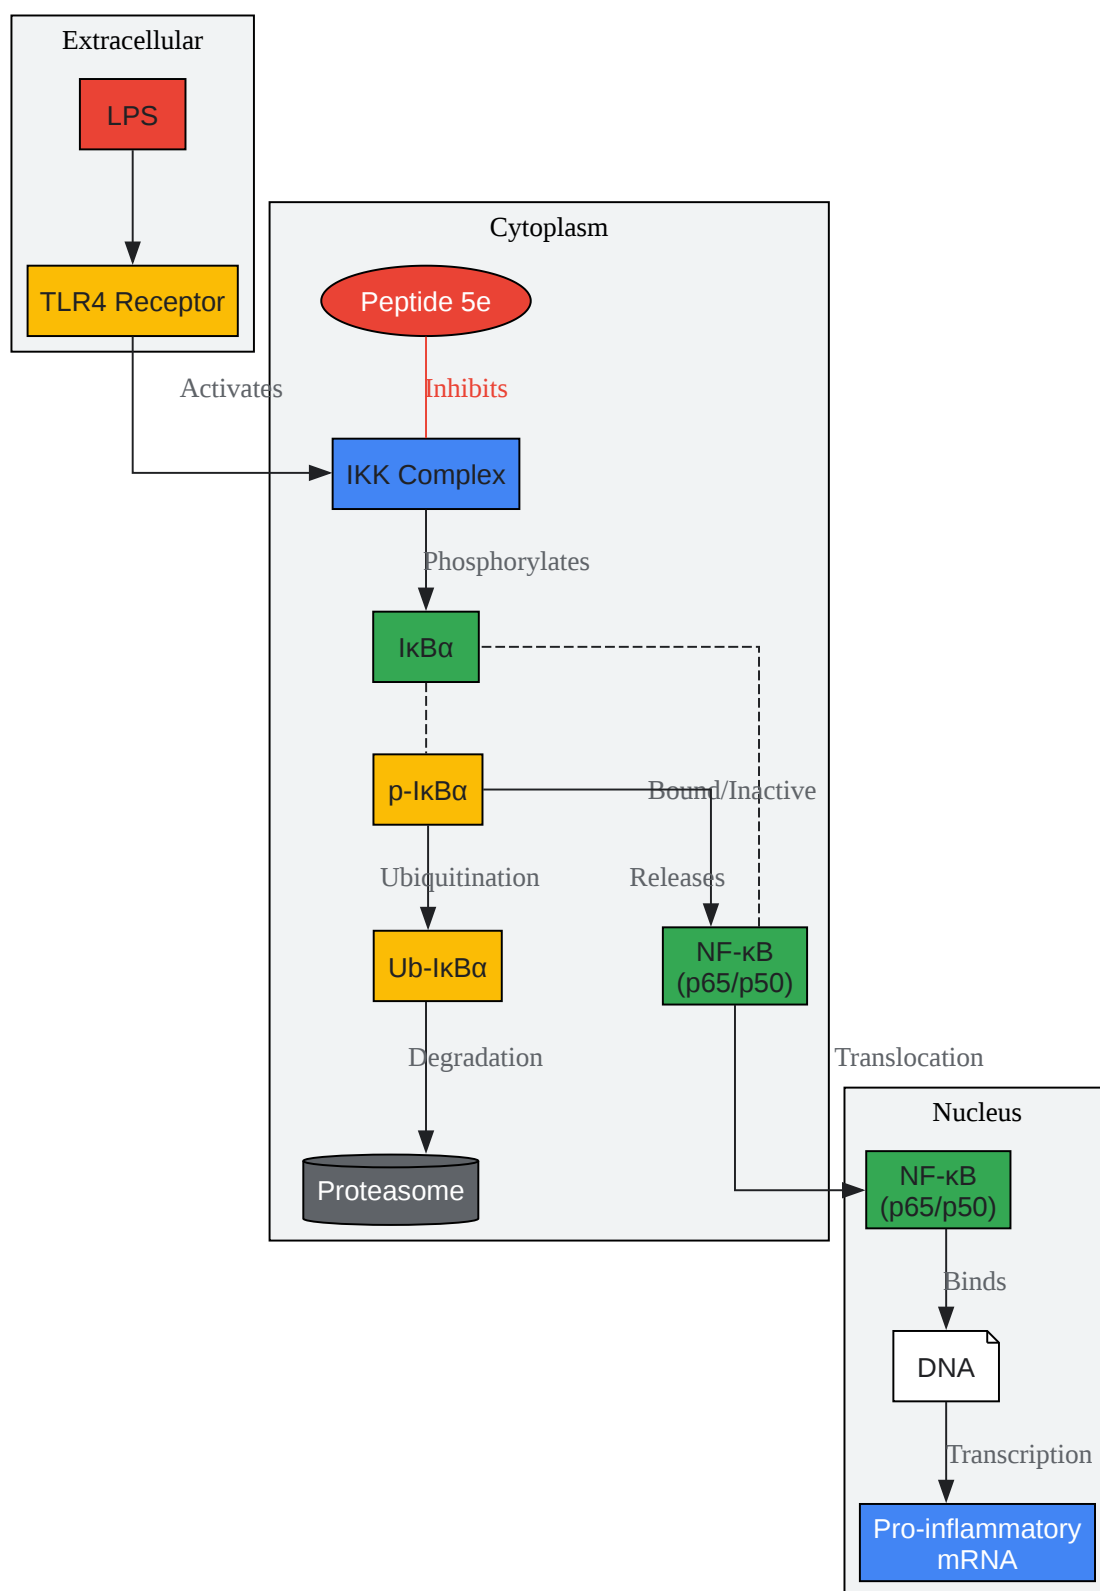 Extracellular
LPS
TLR4 Receptor
Activates
Cytoplasm
Peptide 5e
Inhibits
IKK Complex
Phosphorylates
IκBα
p-IκBα
Bound/Inactive
Ubiquitination
Releases
Ub-IκBα
NF-κB
(p65/p50)
Degradation
Translocation
Proteasome
Nucleus
NF-κB
(p65/p50)
Binds
DNA
Transcription
Pro-inflammatory
mRNA